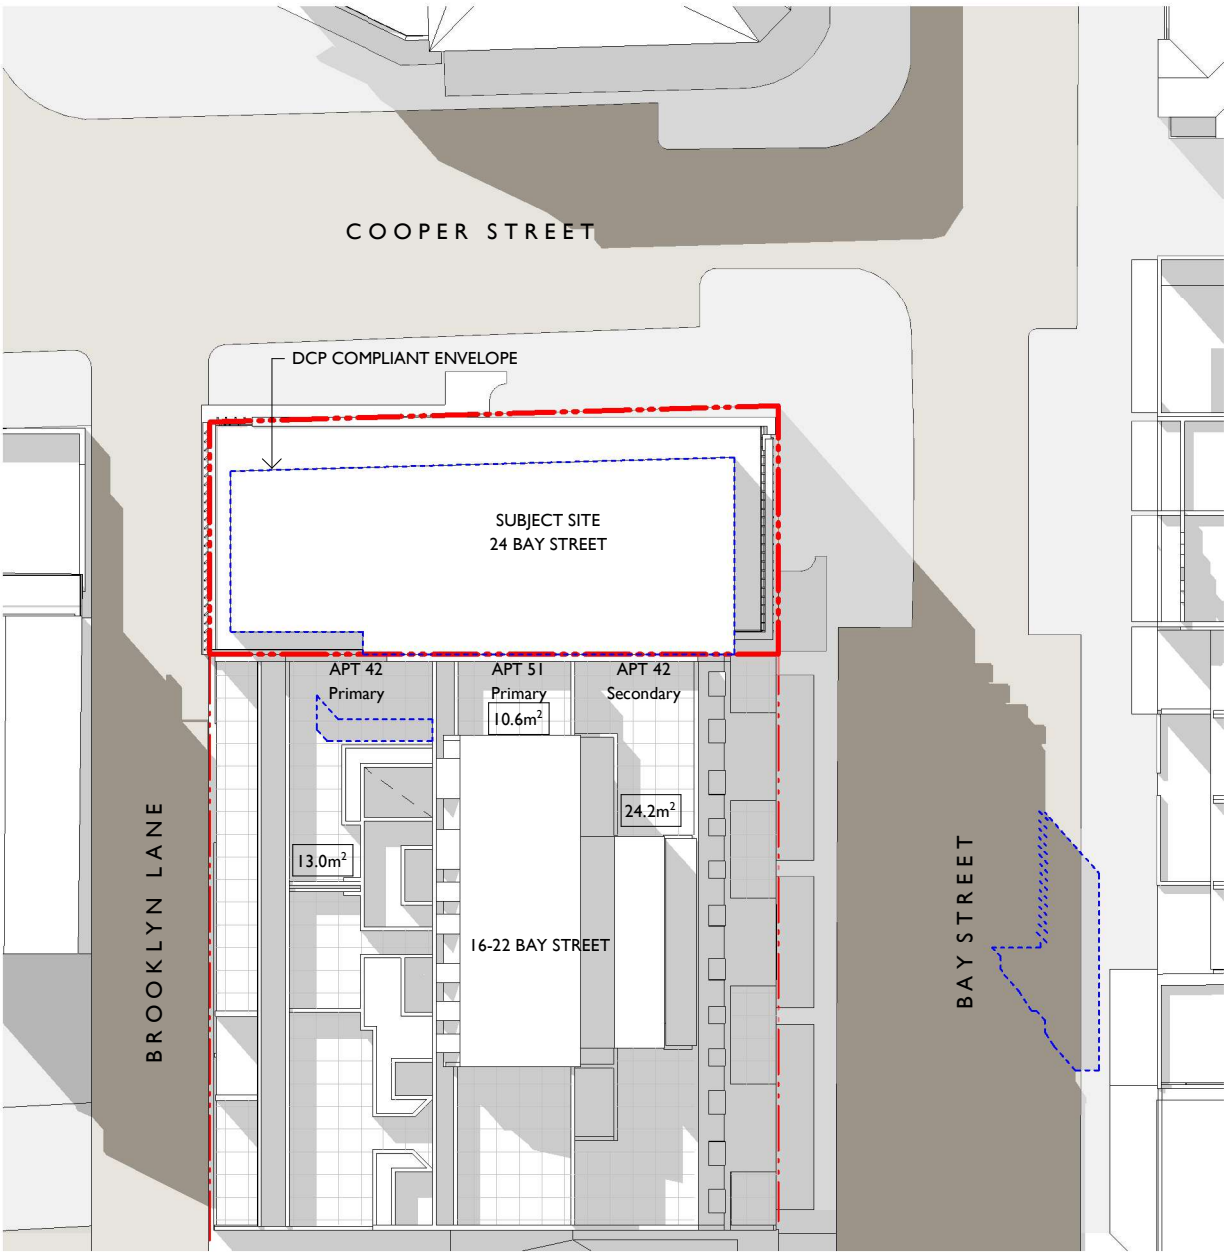 COOPER STREET
DCP COMPLIANT ENVELOPE
SUBJECT SITE
24 BAY STREET
APT 42
Primary
APT 51
Primary
10.6m²
APT 42
Secondary
24.2m²
13.0m²
16-22 BAY STREET
BROOKLYN LANE
BAY STREET